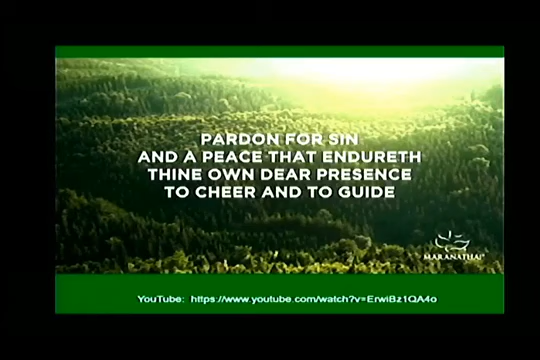 PARDON FOR SIN
AND A PEACE THAT ENDURETH
THINE OWN DEAR PRESENCE
TO CHEER AND TO GUIDE
MARANATHA!®
YouTube: https://www.youtube.com/watch?v=ErwiBz1QA4o